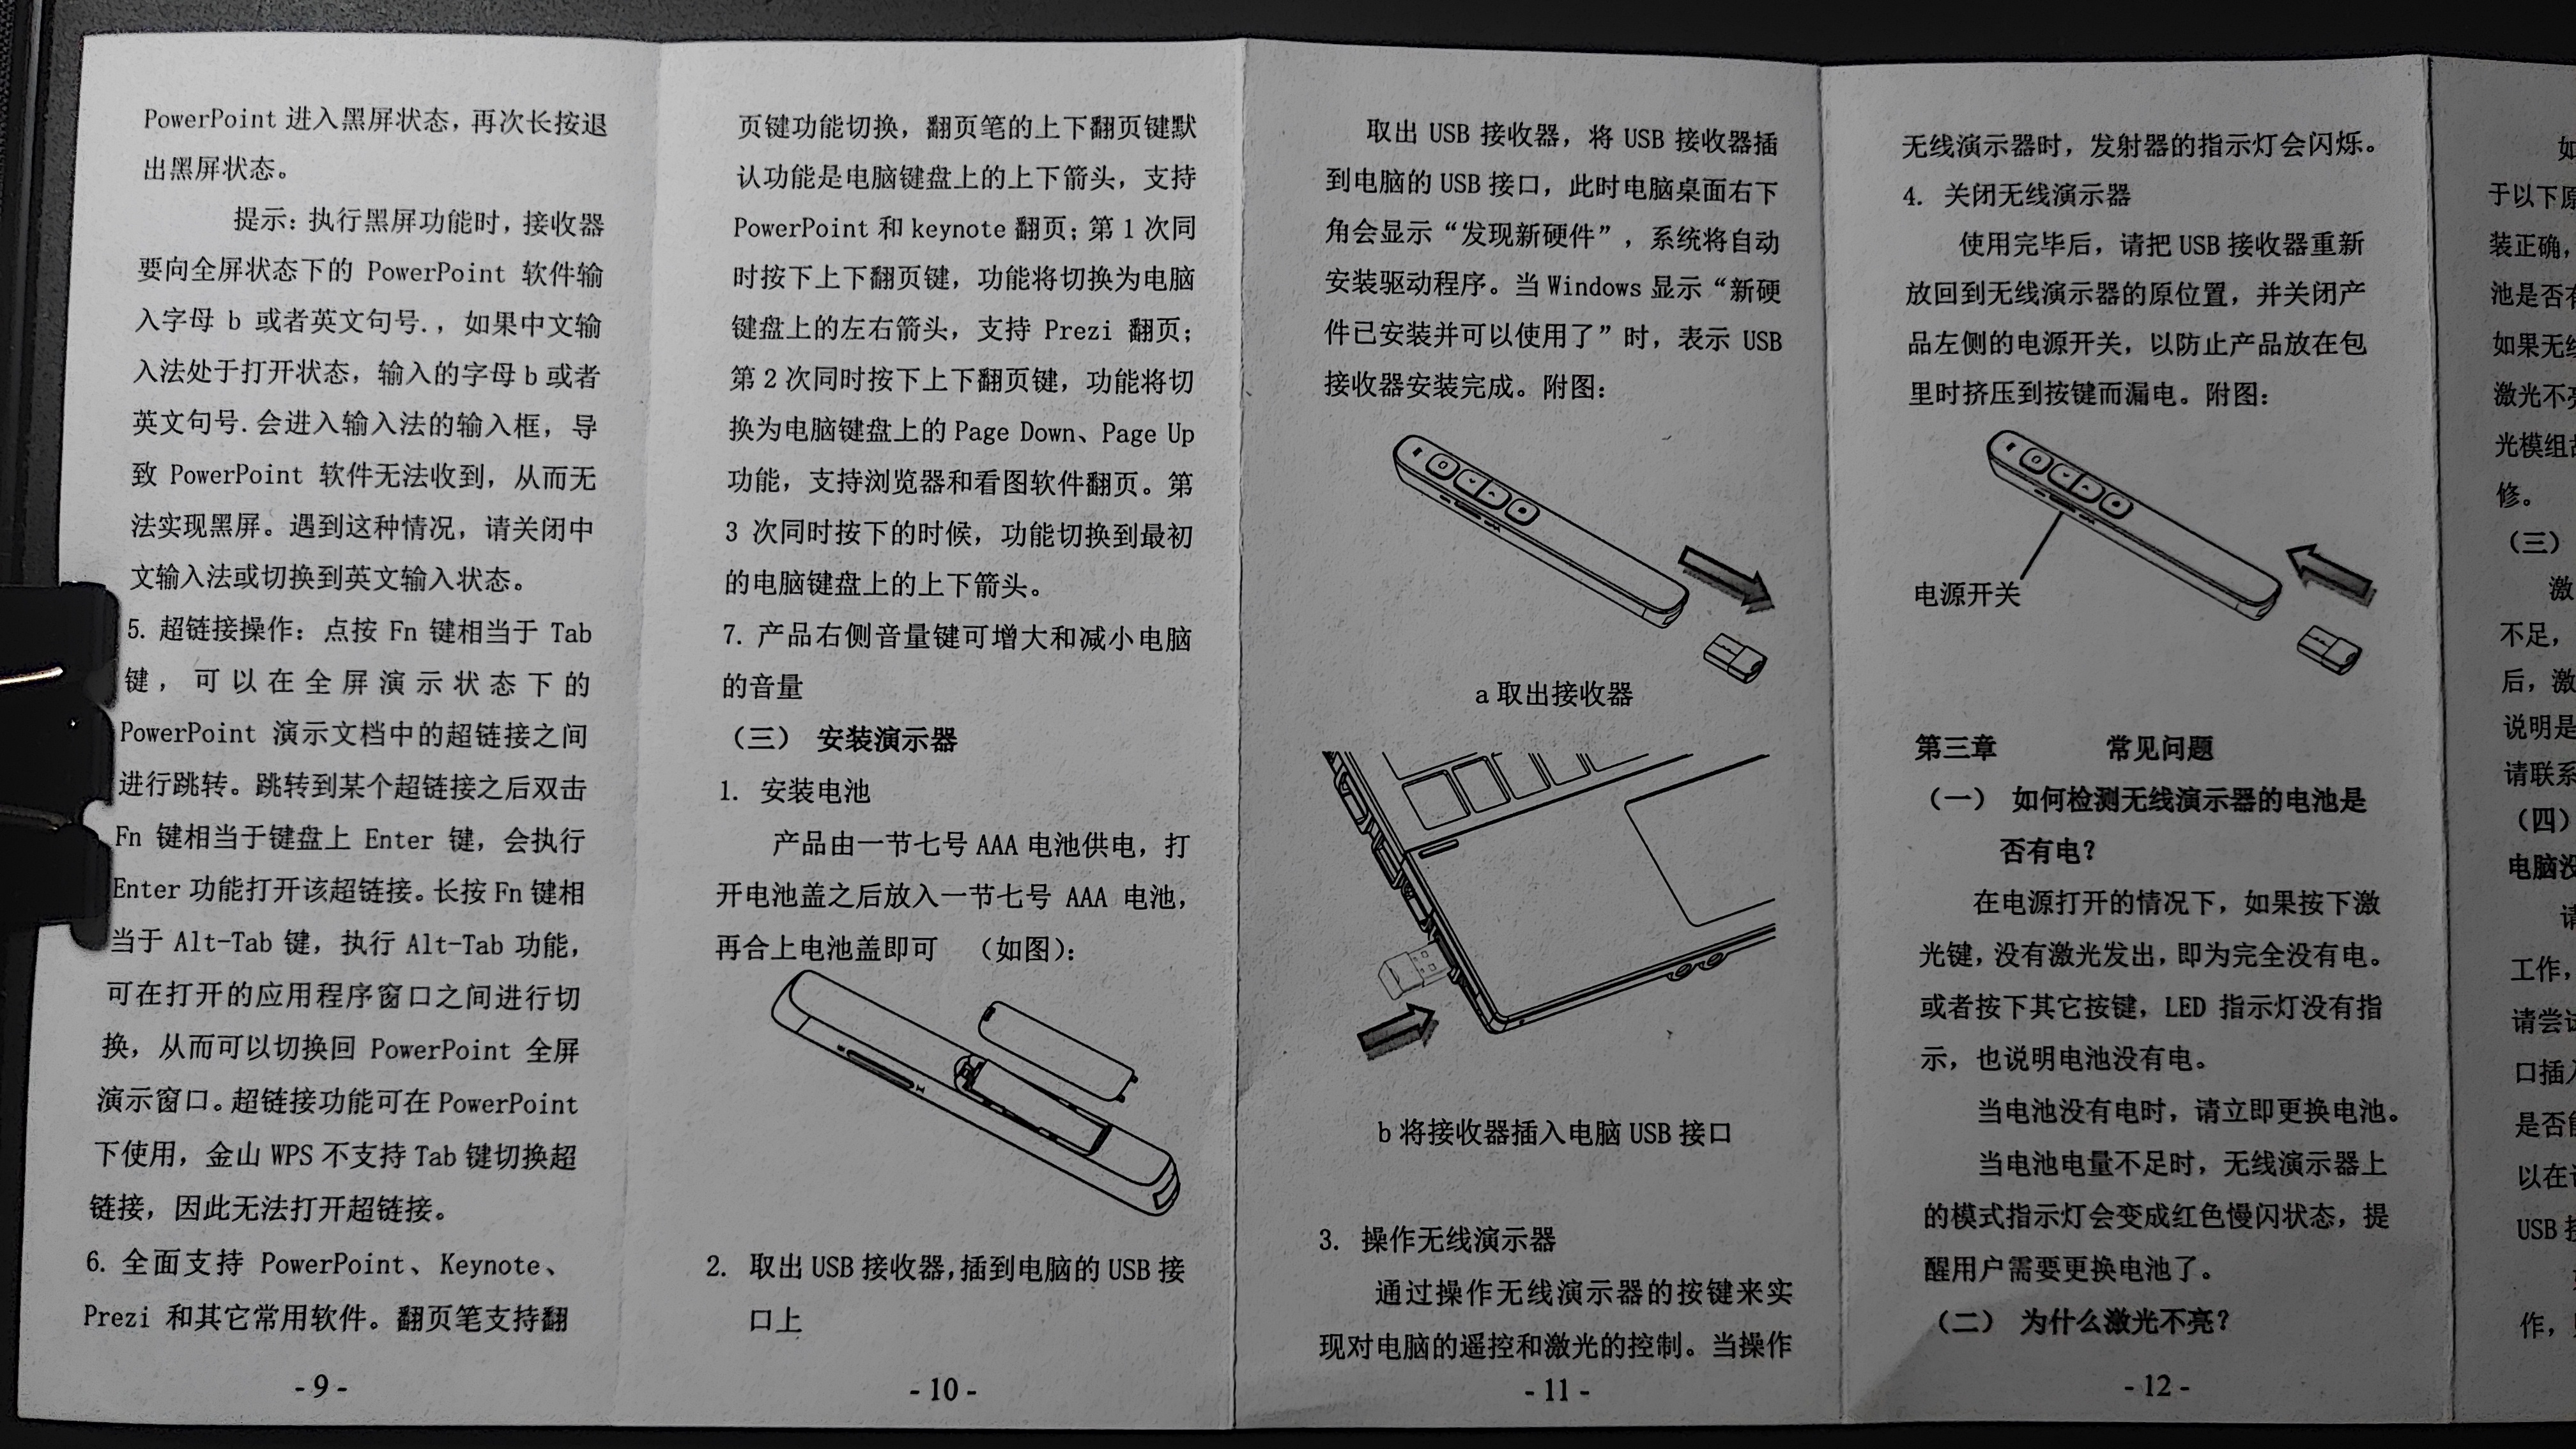 PowerPoint 进入黑屏状态，再次长按退
出黑屏状态。
提示：执行黑屏功能时，接收器
要向全屏状态下的 PowerPoint 软件输
入字母 b 或者英文句号.，如果中文输
入法处于打开状态，输入的字母 b 或者
英文句号.会进入输入法的输入框，导
致 PowerPoint 软件无法收到，从而无
法实现黑屏。遇到这种情况，请关闭中
文输入法或切换到英文输入状态。
5. 超链接操作：点按 Fn 键相当于 Tab
键，可以在全屏演示状态下的
PowerPoint 演示文档中的超链接之间
进行跳转。跳转到某个超链接之后双击
Fn 键相当于键盘上 Enter 键，会执行
Enter 功能打开该超链接。长按 Fn 键相
当于 Alt-Tab 键，执行 Alt-Tab 功能，
可在打开的应用程序窗口之间进行切
换，从而可以切换回 PowerPoint 全屏
演示窗口。超链接功能可在 PowerPoint
下使用，金山 WPS 不支持 Tab 键切换超
链接，因此无法打开超链接。
6. 全面支持 PowerPoint、Keynote、
Prezi 和其它常用软件。翻页笔支持翻
- 9 -
页键功能切换，翻页笔的上下翻页键默
认功能是电脑键盘上的上下箭头，支持
PowerPoint 和 keynote 翻页；第 1 次同
时按下上下翻页键，功能将切换为电脑
键盘上的左右箭头，支持 Prezi 翻页；
第 2 次同时按下上下翻页键，功能将切
换为电脑键盘上的 Page Down、Page Up
功能，支持浏览器和看图软件翻页。第
3 次同时按下的时候，功能切换到最初
的电脑键盘上的上下箭头。
7. 产品右侧音量键可增大和减小电脑
的音量
（三） 安装演示器
1. 安装电池
产品由一节七号 AAA 电池供电，打
开电池盖之后放入一节七号 AAA 电池，
再合上电池盖即可 （如图）：
2. 取出 USB 接收器,插到电脑的 USB 接
口上
- 10 -
取出 USB 接收器，将 USB 接收器插
到电脑的 USB 接口，此时电脑桌面右下
角会显示“发现新硬件”，系统将自动
安装驱动程序。当 Windows 显示“新硬
件已安装并可以使用了”时，表示 USB
接收器安装完成。附图：
a 取出接收器
b 将接收器插入电脑 USB 接口
3. 操作无线演示器
通过操作无线演示器的按键来实
现对电脑的遥控和激光的控制。当操作
- 11 -
无线演示器时，发射器的指示灯会闪烁。
4. 关闭无线演示器
使用完毕后，请把 USB 接收器重新
放回到无线演示器的原位置，并关闭产
品左侧的电源开关，以防止产品放在包
里时挤压到按键而漏电。附图：
电源开关
第三章 常见问题
（一） 如何检测无线演示器的电池是
否有电？
在电源打开的情况下，如果按下激
光键，没有激光发出，即为完全没有电。
或者按下其它按键，LED 指示灯没有指
示，也说明电池没有电。
当电池没有电时，请立即更换电池。
当电池电量不足时，无线演示器上
的模式指示灯会变成红色慢闪状态，提
醒用户需要更换电池了。
（二） 为什么激光不亮？
- 12 -
如
于以下原
装正确，
池是否有
如果无线
激光不亮
光模组故
修。
（三）
激
不足，
后，激
说明是
请联系
（四）
电脑没
请
工作，
请尝试
口插入
是否能
以在
USB 接
作，